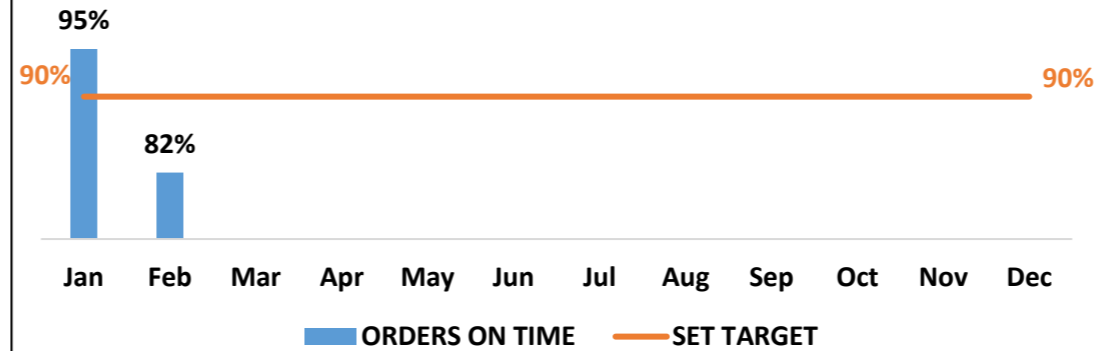 95%
90%
90%
82%
Jan Feb Mar Apr May Jun Jul Aug Sep Oct Nov Dec
ORDERS ON TIME SET TARGET